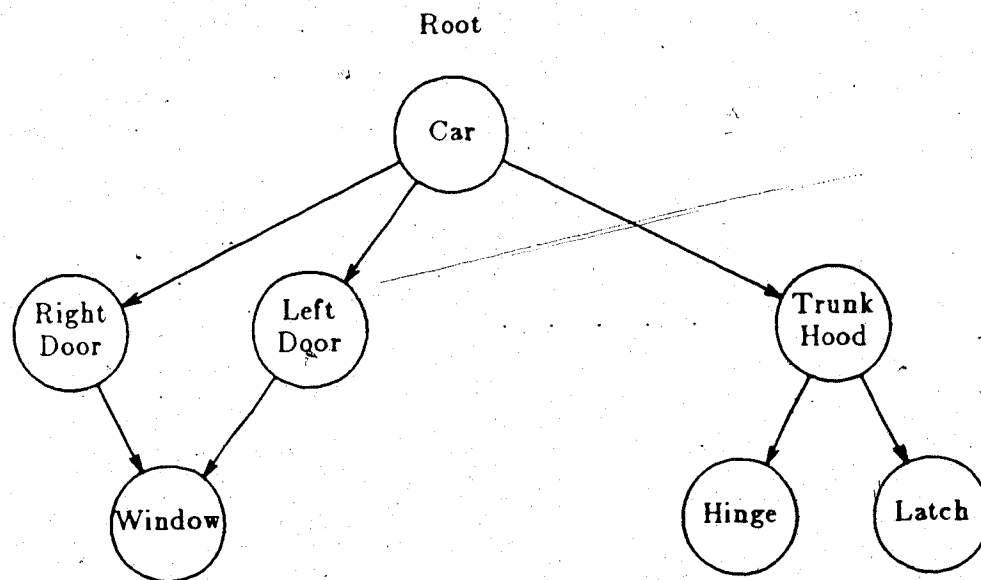 Root
Car
Right
Door
Left
Door
Trunk
Hood
Window
Hinge
Latch